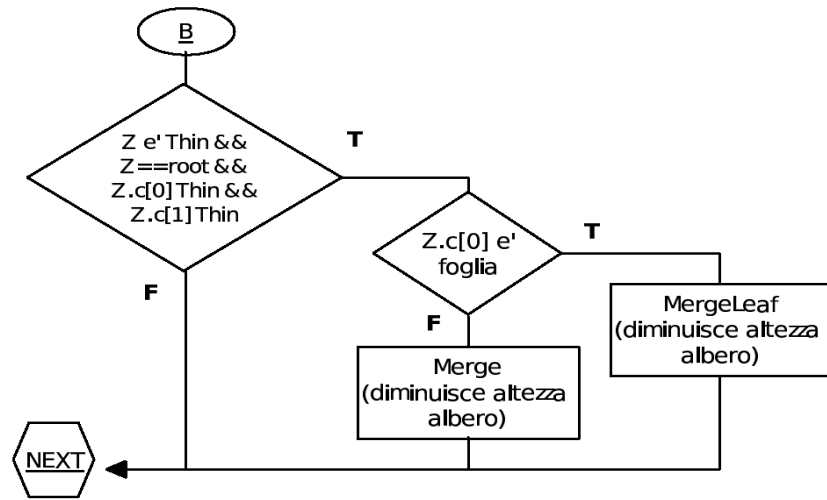 B
Z e' Thin &&
Z==root &&
Z.c[0] Thin &&
Z.c[1] Thin
T
F
Z.c[0] e'
foglia
T
F
MergeLeaf
(diminuisce altezza
albero)
Merge
(diminuisce altezza
albero)
NEXT